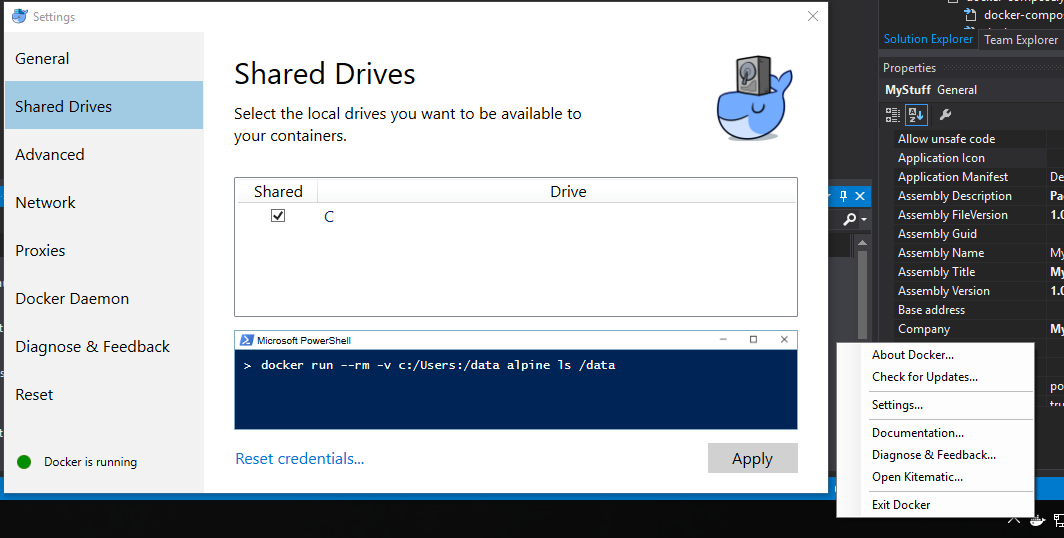 Settings
General
Shared Drives
Advanced
Network
Proxies
Docker Daemon
Diagnose & Feedback
Reset
Docker is running
Shared Drives
Select the local drives you want to be available to
your containers.
Shared Drive
C
Microsoft PowerShell
> docker run --rm -v c:/Users:/data alpine ls /data
Reset credentials...
Apply
docker-compo
Solution Explorer Team Explorer
Properties
MyStuff General
Allow unsafe code
Application Icon
Application Manifest De
Assembly Description Pac
Assembly FileVersion 1.0
Assembly Guid
Assembly Name My
Assembly Title My
Assembly Version 1.0
Base address
Company My
po
tru
About Docker...
Check for Updates...
Settings...
Documentation...
Diagnose & Feedback...
Open Kitematic...
Exit Docker